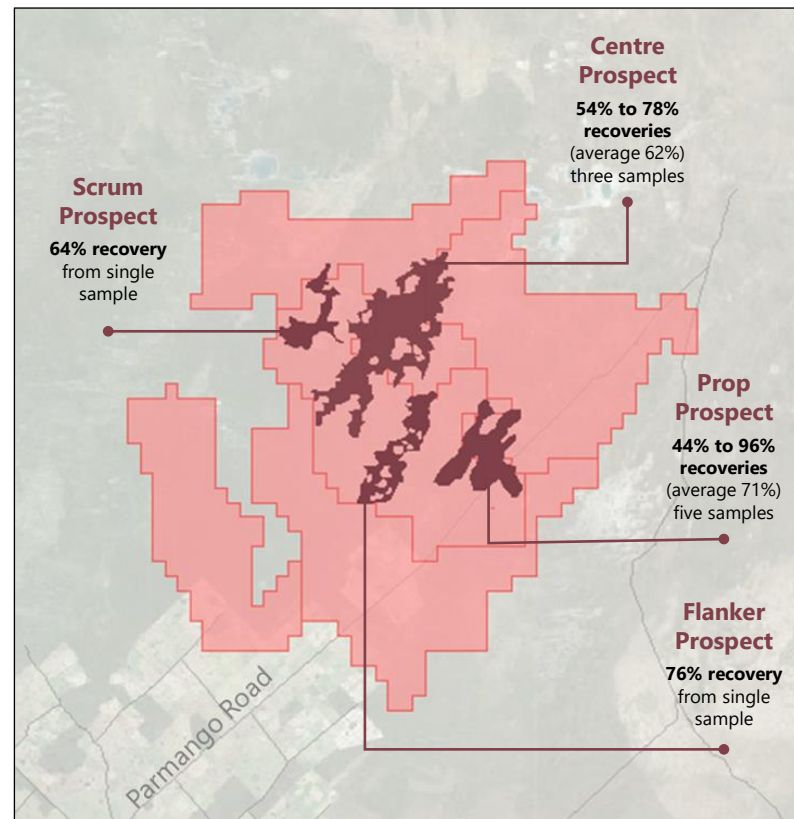 Centre
Prospect
54% to 78%
recoveries
(average 62%)
three samples
Scrum
Prospect
64% recovery
from single
sample
Prop
Prospect
44% to 96%
recoveries
(average 71%)
five samples
Flanker
Prospect
76% recovery
from single
sample
Parmango Road